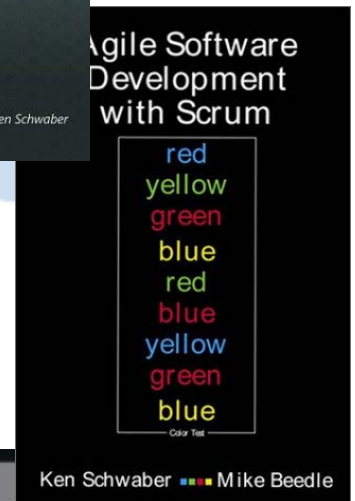 en Schwaber
Agile Software
Development
with Scrum
red
yellow
green
blue
red
blue
yellow
green
blue
Color Test
Ken Schwaber Mike Beedle